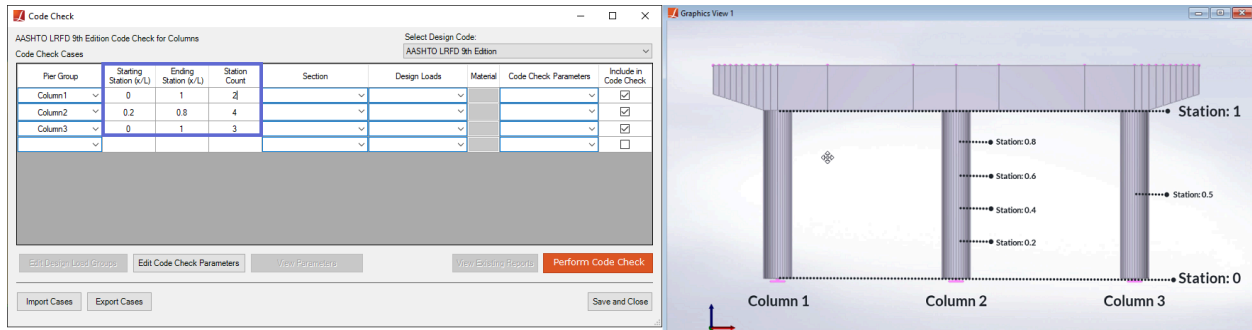 Code Check
AASHTO LRFD 9th Edition Code Check for Columns
Select Design Code:
Code Check Cases
AASHTO LRFD 9th Edition
Pier Group
Starting Station (x/L)
Ending Station (x/L)
Station Count
Section
Design Loads
Material
Code Check Parameters
Include in Code Check
Column1 0 1 2
Column2 0.2 0.8 4
Column3 0 1 3
Edit Design Load Groups
Edit Code Check Parameters
View Parameters
View Existing Reports
Perform Code Check
Import Cases
Export Cases
Save and Close
Graphics View 1
Station: 1
Station: 0.8
Station: 0.6
Station: 0.5
Station: 0.4
Station: 0.2
Station: 0
Column 1
Column 2
Column 3